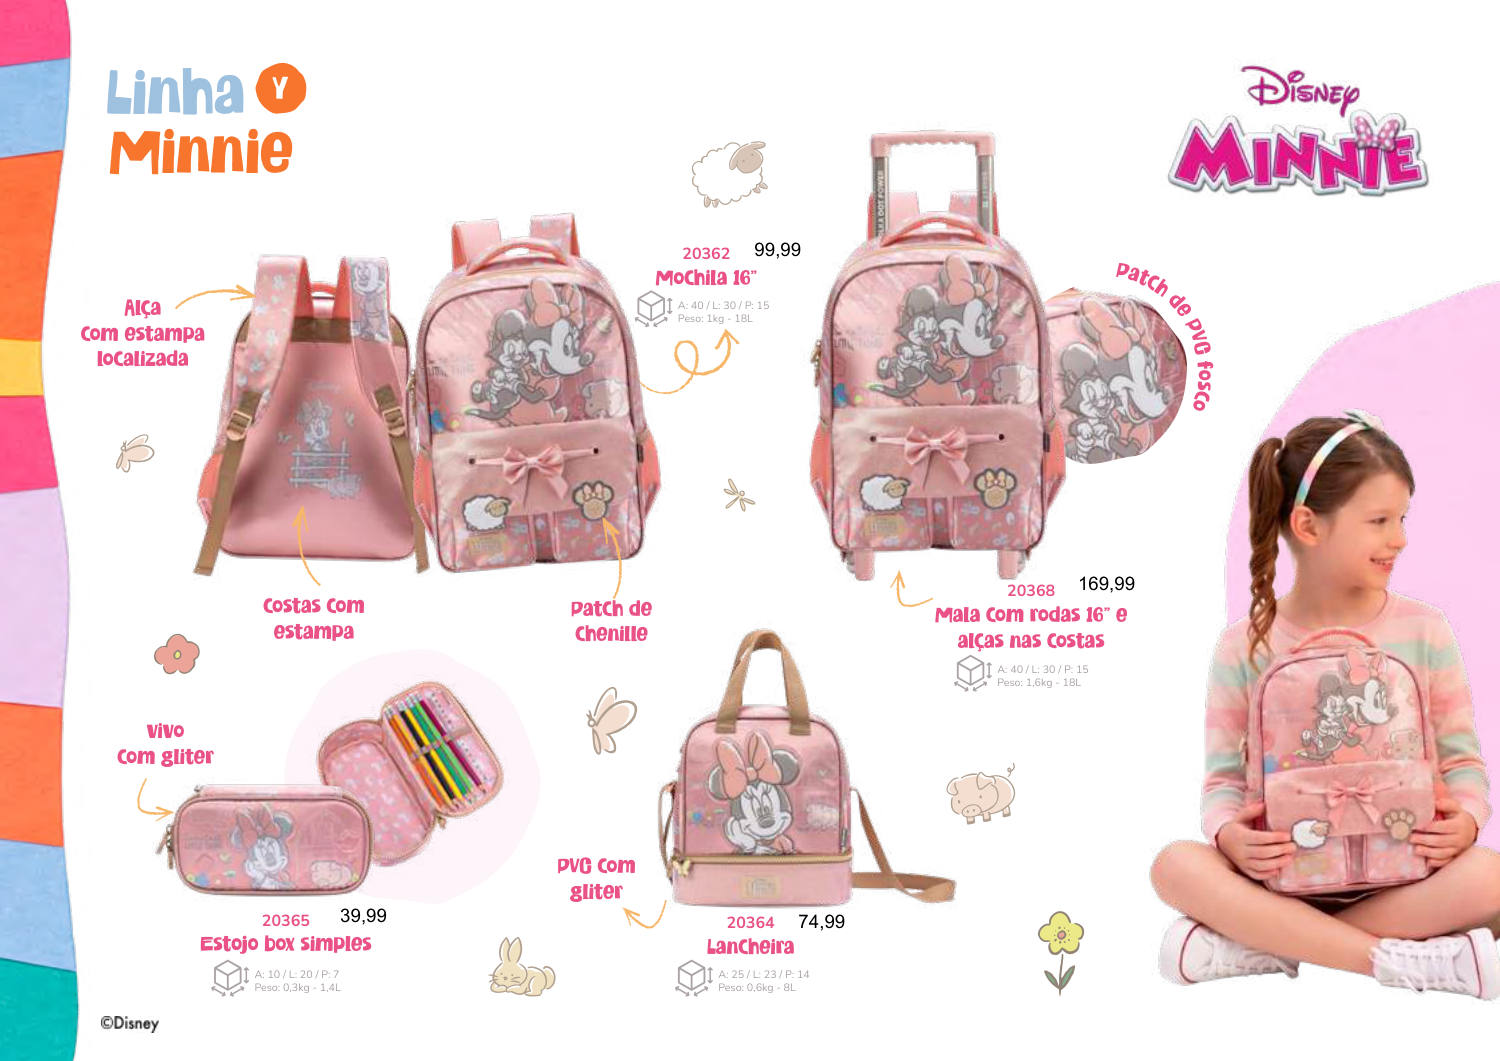 Linha Y
Minnie
Disney
MINNIE
20362 99,99
Mochila 16”
A: 40 / L: 30 / P: 15
Peso: 1kg - 18L
Alça
com estampa
localizada
Patch de PVC fosco
Costas com
estampa
Patch de
Chenille
20368 169,99
Mala com rodas 16” e
alças nas costas
A: 40 / L: 30 / P: 15
Peso: 1,6kg - 18L
Vivo
com gliter
PVC com
gliter
20365 39,99
Estojo box simples
A: 10 / L: 20 / P: 7
Peso: 0,3kg - 1,4L
20364 74,99
Lancheira
A: 25 / L: 23 / P: 14
Peso: 0,6kg - 8L
©Disney